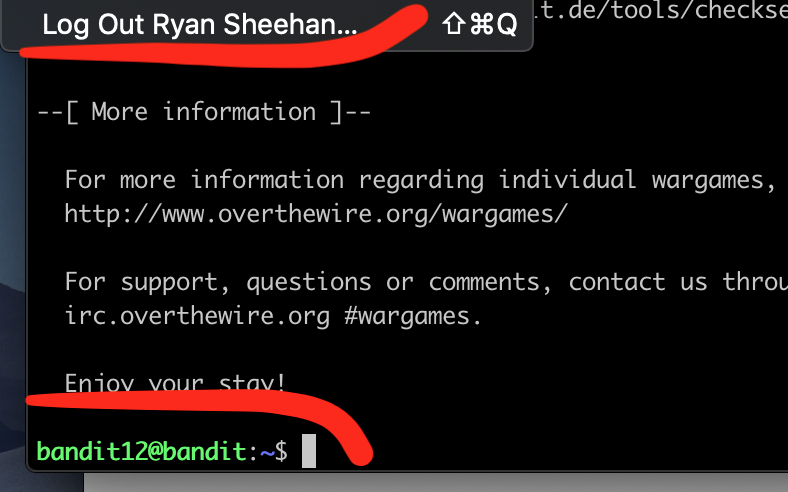 Log Out Ryan Sheehan... ⇧⌘Q
t.de/tools/checkse
--[ More information ]--
For more information regarding individual wargames,
http://www.overthewire.org/wargames/
For support, questions or comments, contact us throu
irc.overthewire.org #wargames.
Enjoy your stay!
bandit12@bandit:~$